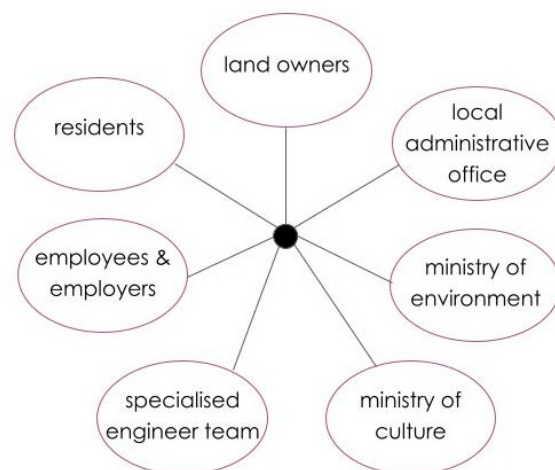 land owners
residents
local
administrative
office
employees &
employers
ministry of
environment
specialised
engineer team
ministry of
culture